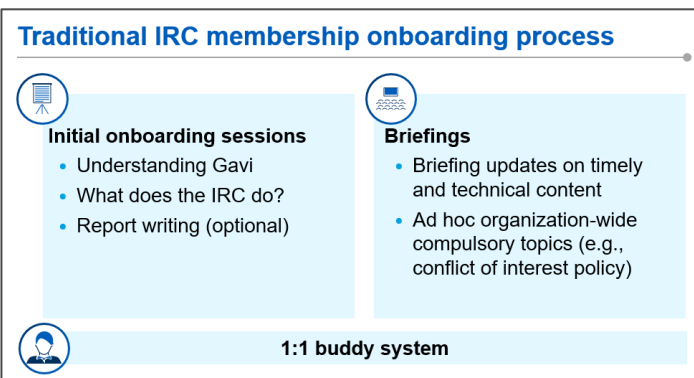 Traditional IRC membership onboarding process
Initial onboarding sessions
• Understanding Gavi
• What does the IRC do?
• Report writing (optional)
Briefings
• Briefing updates on timely
and technical content
• Ad hoc organization-wide
compulsory topics (e.g.,
conflict of interest policy)
1:1 buddy system